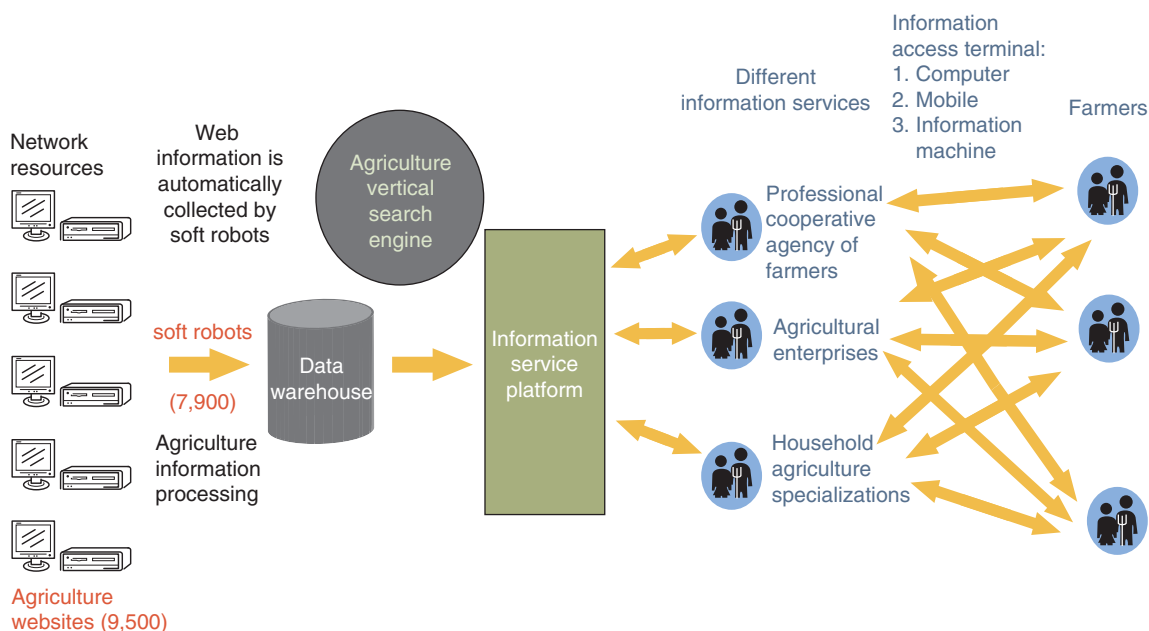 Network
resources
Agriculture
websites (9,500)
Web
information is
automatically
collected by
soft robots
soft robots
(7,900)
Agriculture
information
processing
Agriculture
vertical
search
engine
Data
warehouse
Information
service
platform
Different
information services
Professional
cooperative
agency of
farmers
Agricultural
enterprises
Household
agriculture
specializations
Information
access terminal:
1. Computer
2. Mobile
3. Information
machine
Farmers